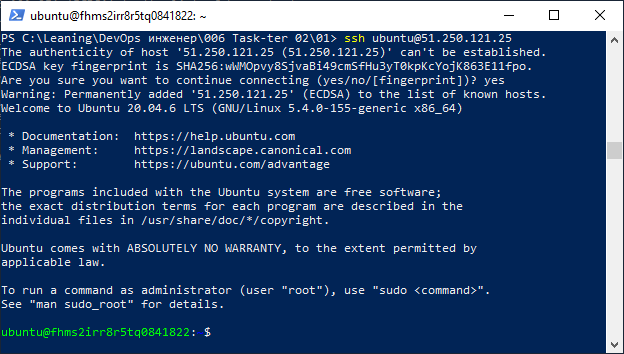 ubuntu@fhms2irr8r5tq0841822: ~
PS C:\Leaning\DevOps инженер\006 Task-ter 02\01> ssh ubuntu@51.250.121.25
The authenticity of host '51.250.121.25 (51.250.121.25)' can't be established.
ECDSA key fingerprint is SHA256:wWMOpvy8SjvaBi49cmSfHu3yT0kpKcYojK863E11fpo.
Are you sure you want to continue connecting (yes/no/[fingerprint])? yes
Warning: Permanently added '51.250.121.25' (ECDSA) to the list of known hosts.
Welcome to Ubuntu 20.04.6 LTS (GNU/Linux 5.4.0-155-generic x86_64)
* Documentation:  https://help.ubuntu.com
* Management:     https://landscape.canonical.com
* Support:        https://ubuntu.com/advantage
The programs included with the Ubuntu system are free software;
the exact distribution terms for each program are described in the
individual files in /usr/share/doc/*/copyright.
Ubuntu comes with ABSOLUTELY NO WARRANTY, to the extent permitted by
applicable law.
To run a command as administrator (user "root"), use "sudo <command>".
See "man sudo_root" for details.
ubuntu@fhms2irr8r5tq0841822:~$